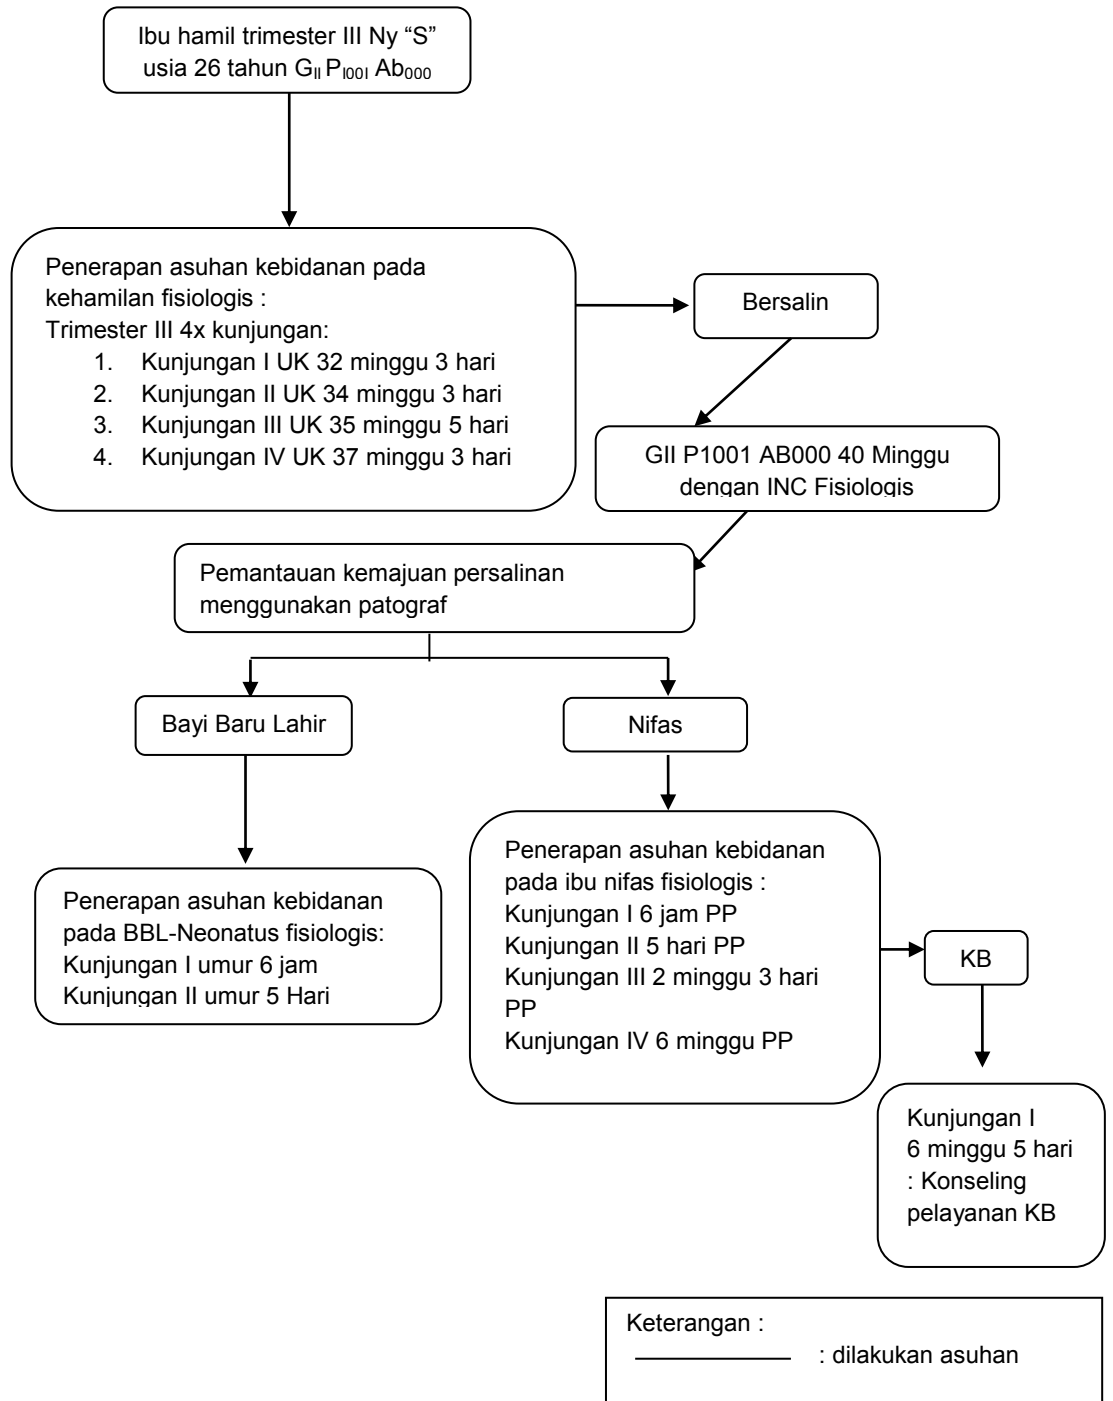 Ibu hamil trimester III Ny “S”
usia 26 tahun GII PI00I Ab000
Penerapan asuhan kebidanan pada
kehamilan fisiologis :
Trimester III 4x kunjungan:
1. Kunjungan I UK 32 minggu 3 hari
2. Kunjungan II UK 34 minggu 3 hari
3. Kunjungan III UK 35 minggu 5 hari
4. Kunjungan IV UK 37 minggu 3 hari
Bersalin
GII P1001 AB000 40 Minggu
dengan INC Fisiologis
Pemantauan kemajuan persalinan
menggunakan patograf
Bayi Baru Lahir
Nifas
Penerapan asuhan kebidanan
pada BBL-Neonatus fisiologis:
Kunjungan I umur 6 jam
Kunjungan II umur 5 Hari
Penerapan asuhan kebidanan
pada ibu nifas fisiologis :
Kunjungan I 6 jam PP
Kunjungan II 5 hari PP
Kunjungan III 2 minggu 3 hari
PP
Kunjungan IV 6 minggu PP
KB
Kunjungan I
6 minggu 5 hari
: Konseling
pelayanan KB
Keterangan :
: dilakukan asuhan